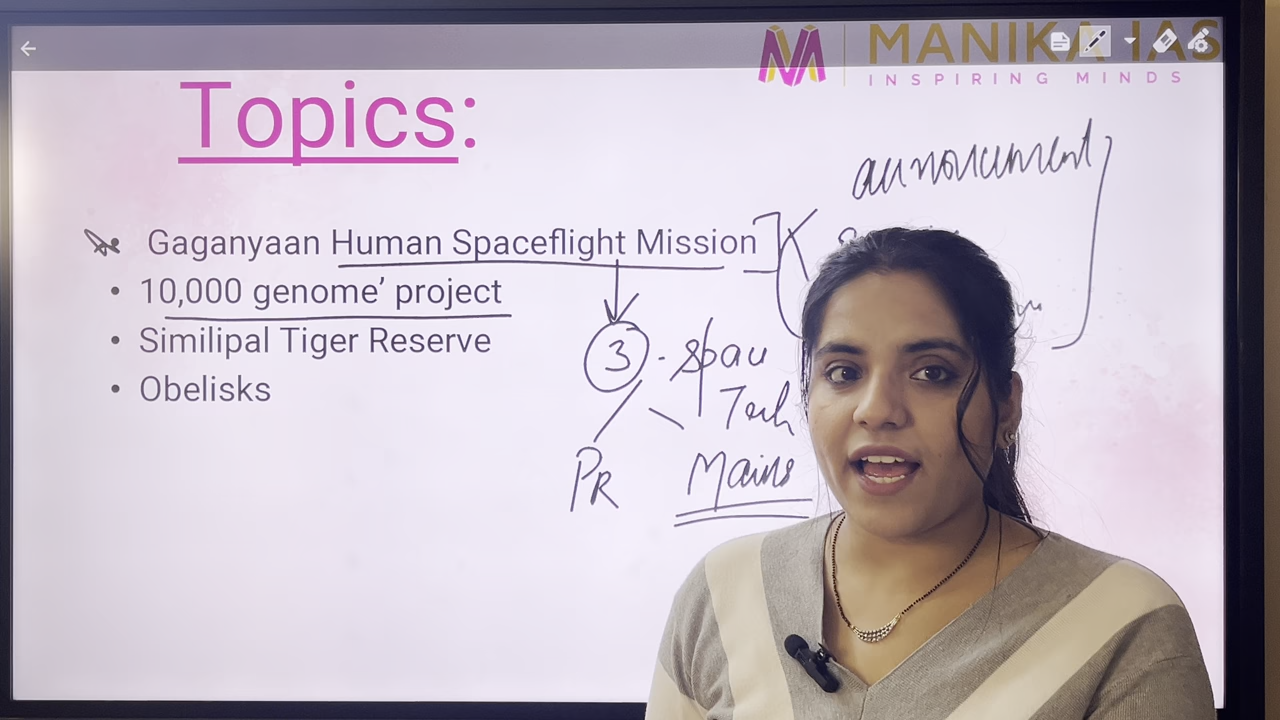 MANIKA IAS
INSPIRING MINDS
Topics:
announcement
Gaganyaan Human Spaceflight Mission
• 10,000 genome’ project
• Similipal Tiger Reserve
3 - Spau
• Obelisks
Tech
PR Mains